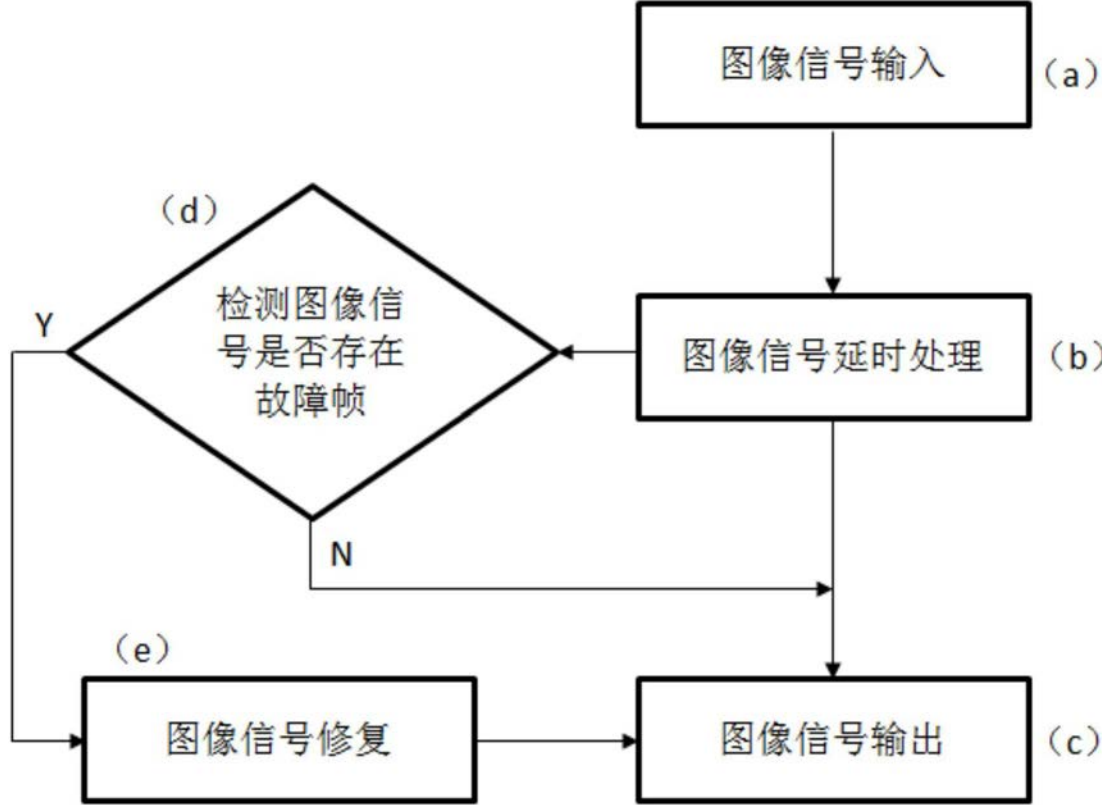 图像信号输入
（a）
（d）
检测图像信
号是否存在
故障帧
Y
图像信号延时处理
（b）
N
（e）
图像信号修复
图像信号输出
（c）